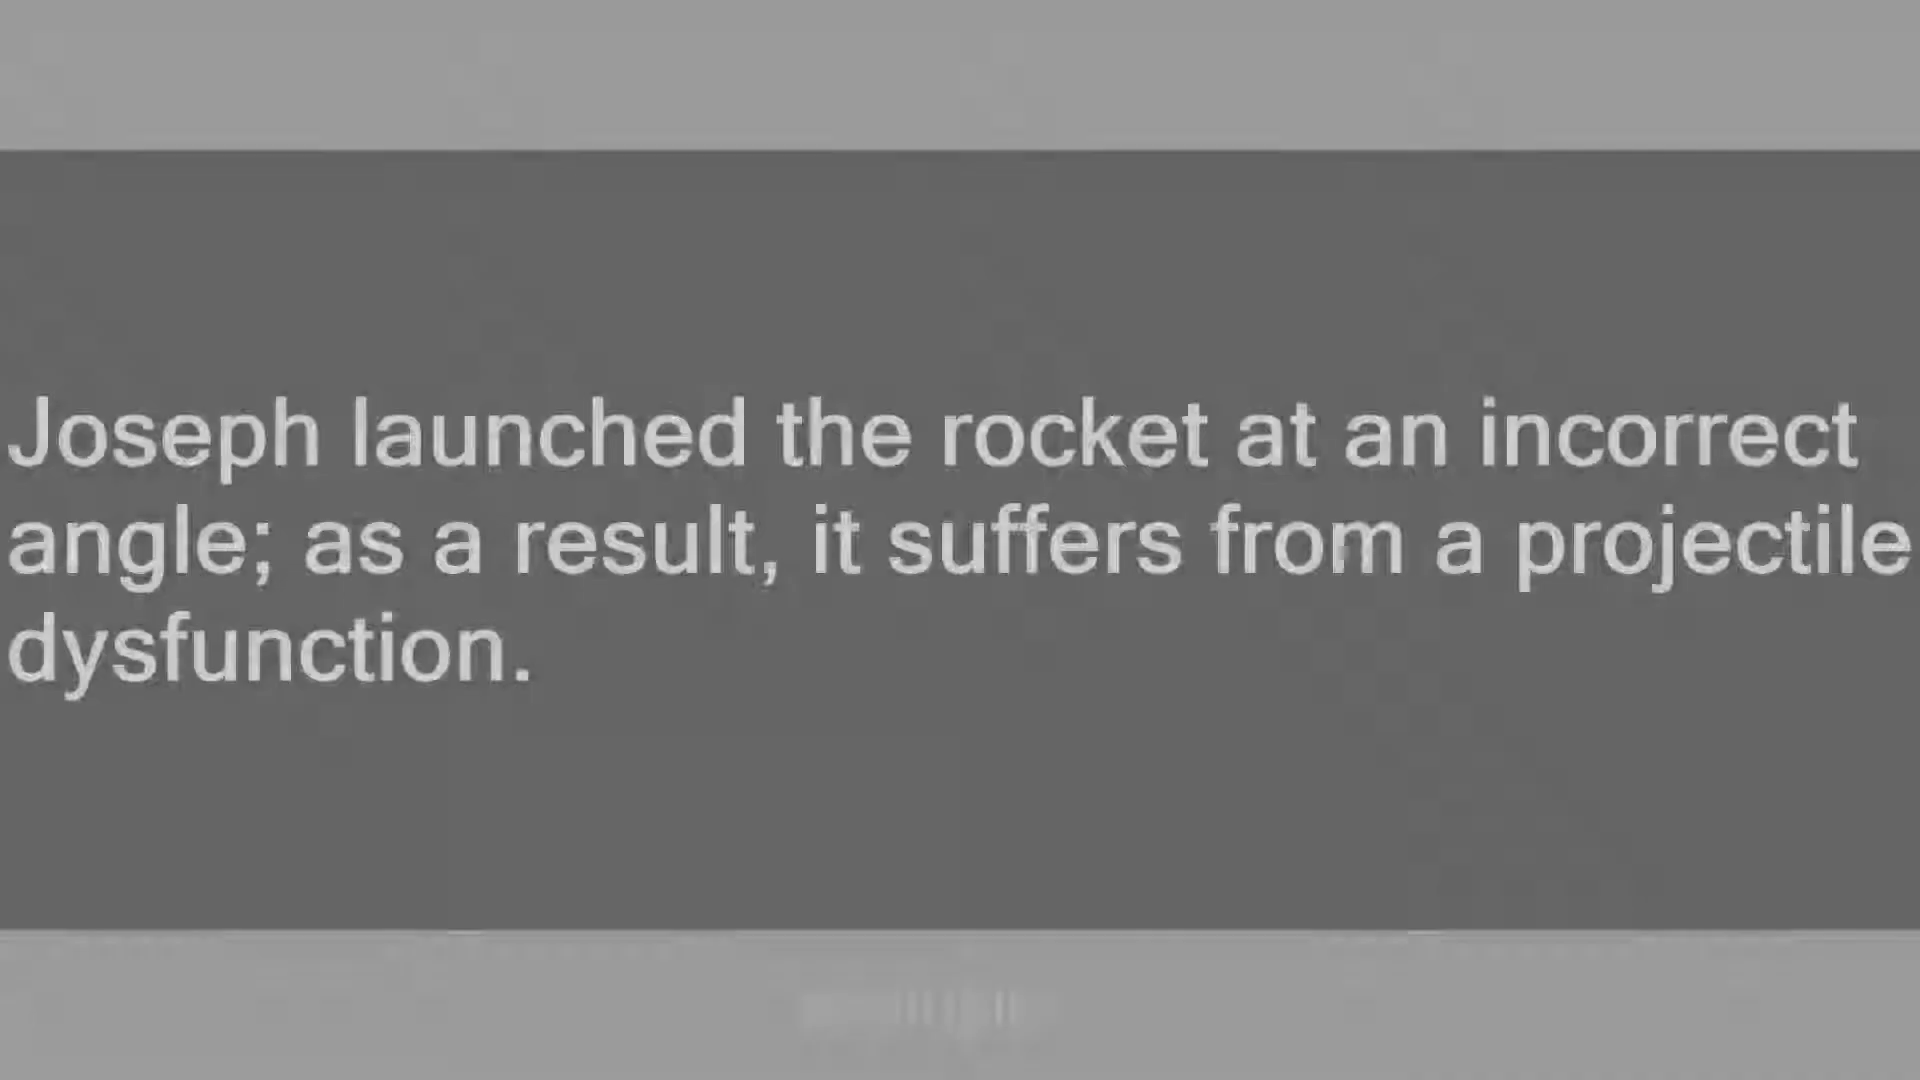 Joseph launched the rocket at an incorrect
angle; as a result, it suffers from a projectile
dysfunction.